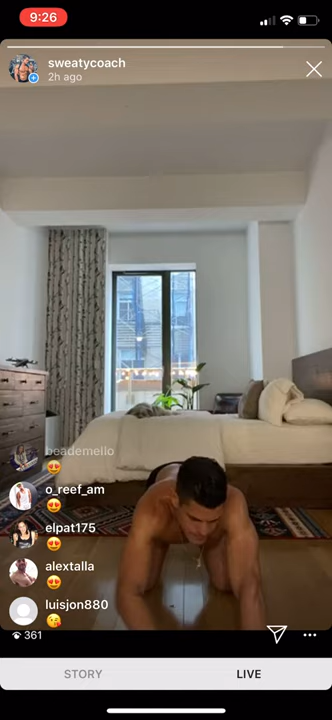 9:26
sweatycoach
2h ago
beademello
😍
o_reef_am
😍
elpat175
😍
alextalla
😍
luisjon880
😘
361
STORY
LIVE